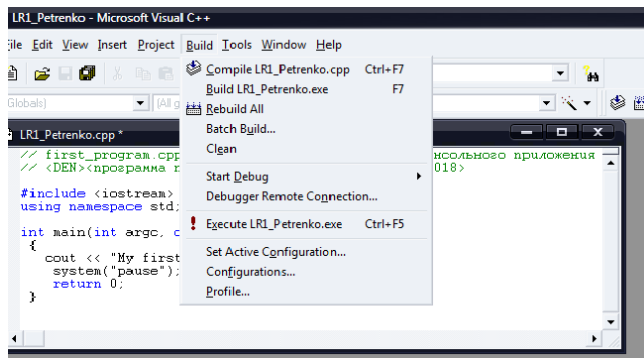 LR1_Petrenko - Microsoft Visual C++
File Edit View Insert Project Build Tools Window Help
Globals)
(All g
Compile LR1_Petrenko.cpp Ctrl+F7
Build LR1_Petrenko.exe F7
Rebuild All
Batch Build...
Clean
Start Debug
Debugger Remote Connection...
Execute LR1_Petrenko.exe Ctrl+F5
Set Active Configuration...
Configurations...
Profile...
LR1_Petrenko.cpp *
// first_program.cpp нсольного приложения
// <DEN><программа 018>
#include <iostream>
using namespace std;
int main(int argc, c
{
cout << "My first
system("pause");
return 0;
}